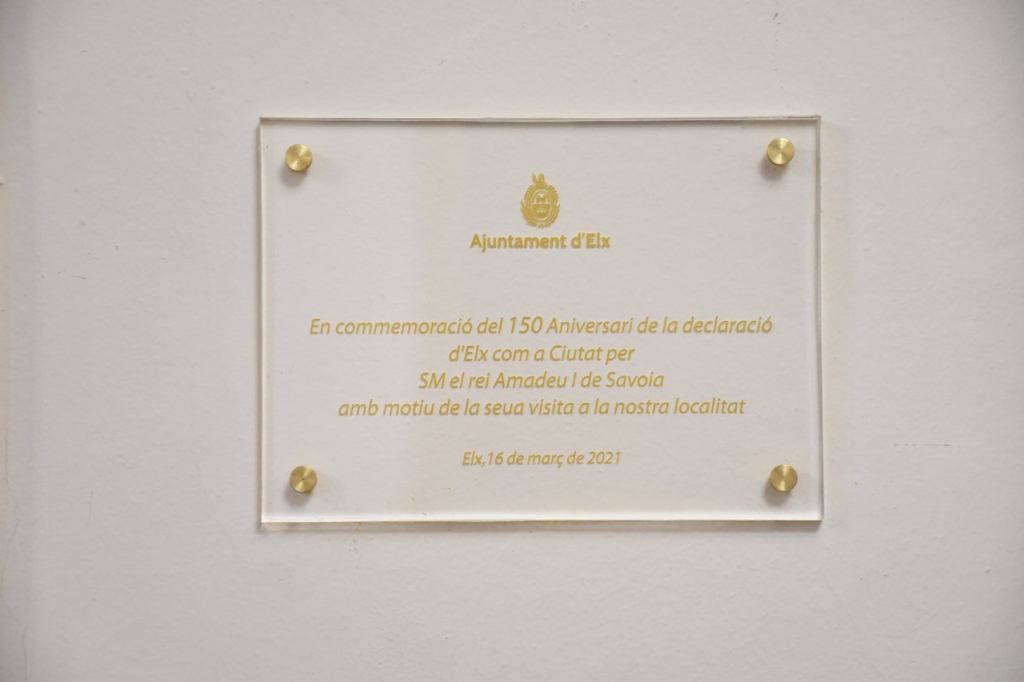 Ajuntament d'Elx
En commemoració del 150 Aniversari de la declaració
d'Elx com a Ciutat per
SM el rei Amadeu I de Savoia
amb motiu de la seua visita a la nostra localitat
Elx,16 de març de 2021